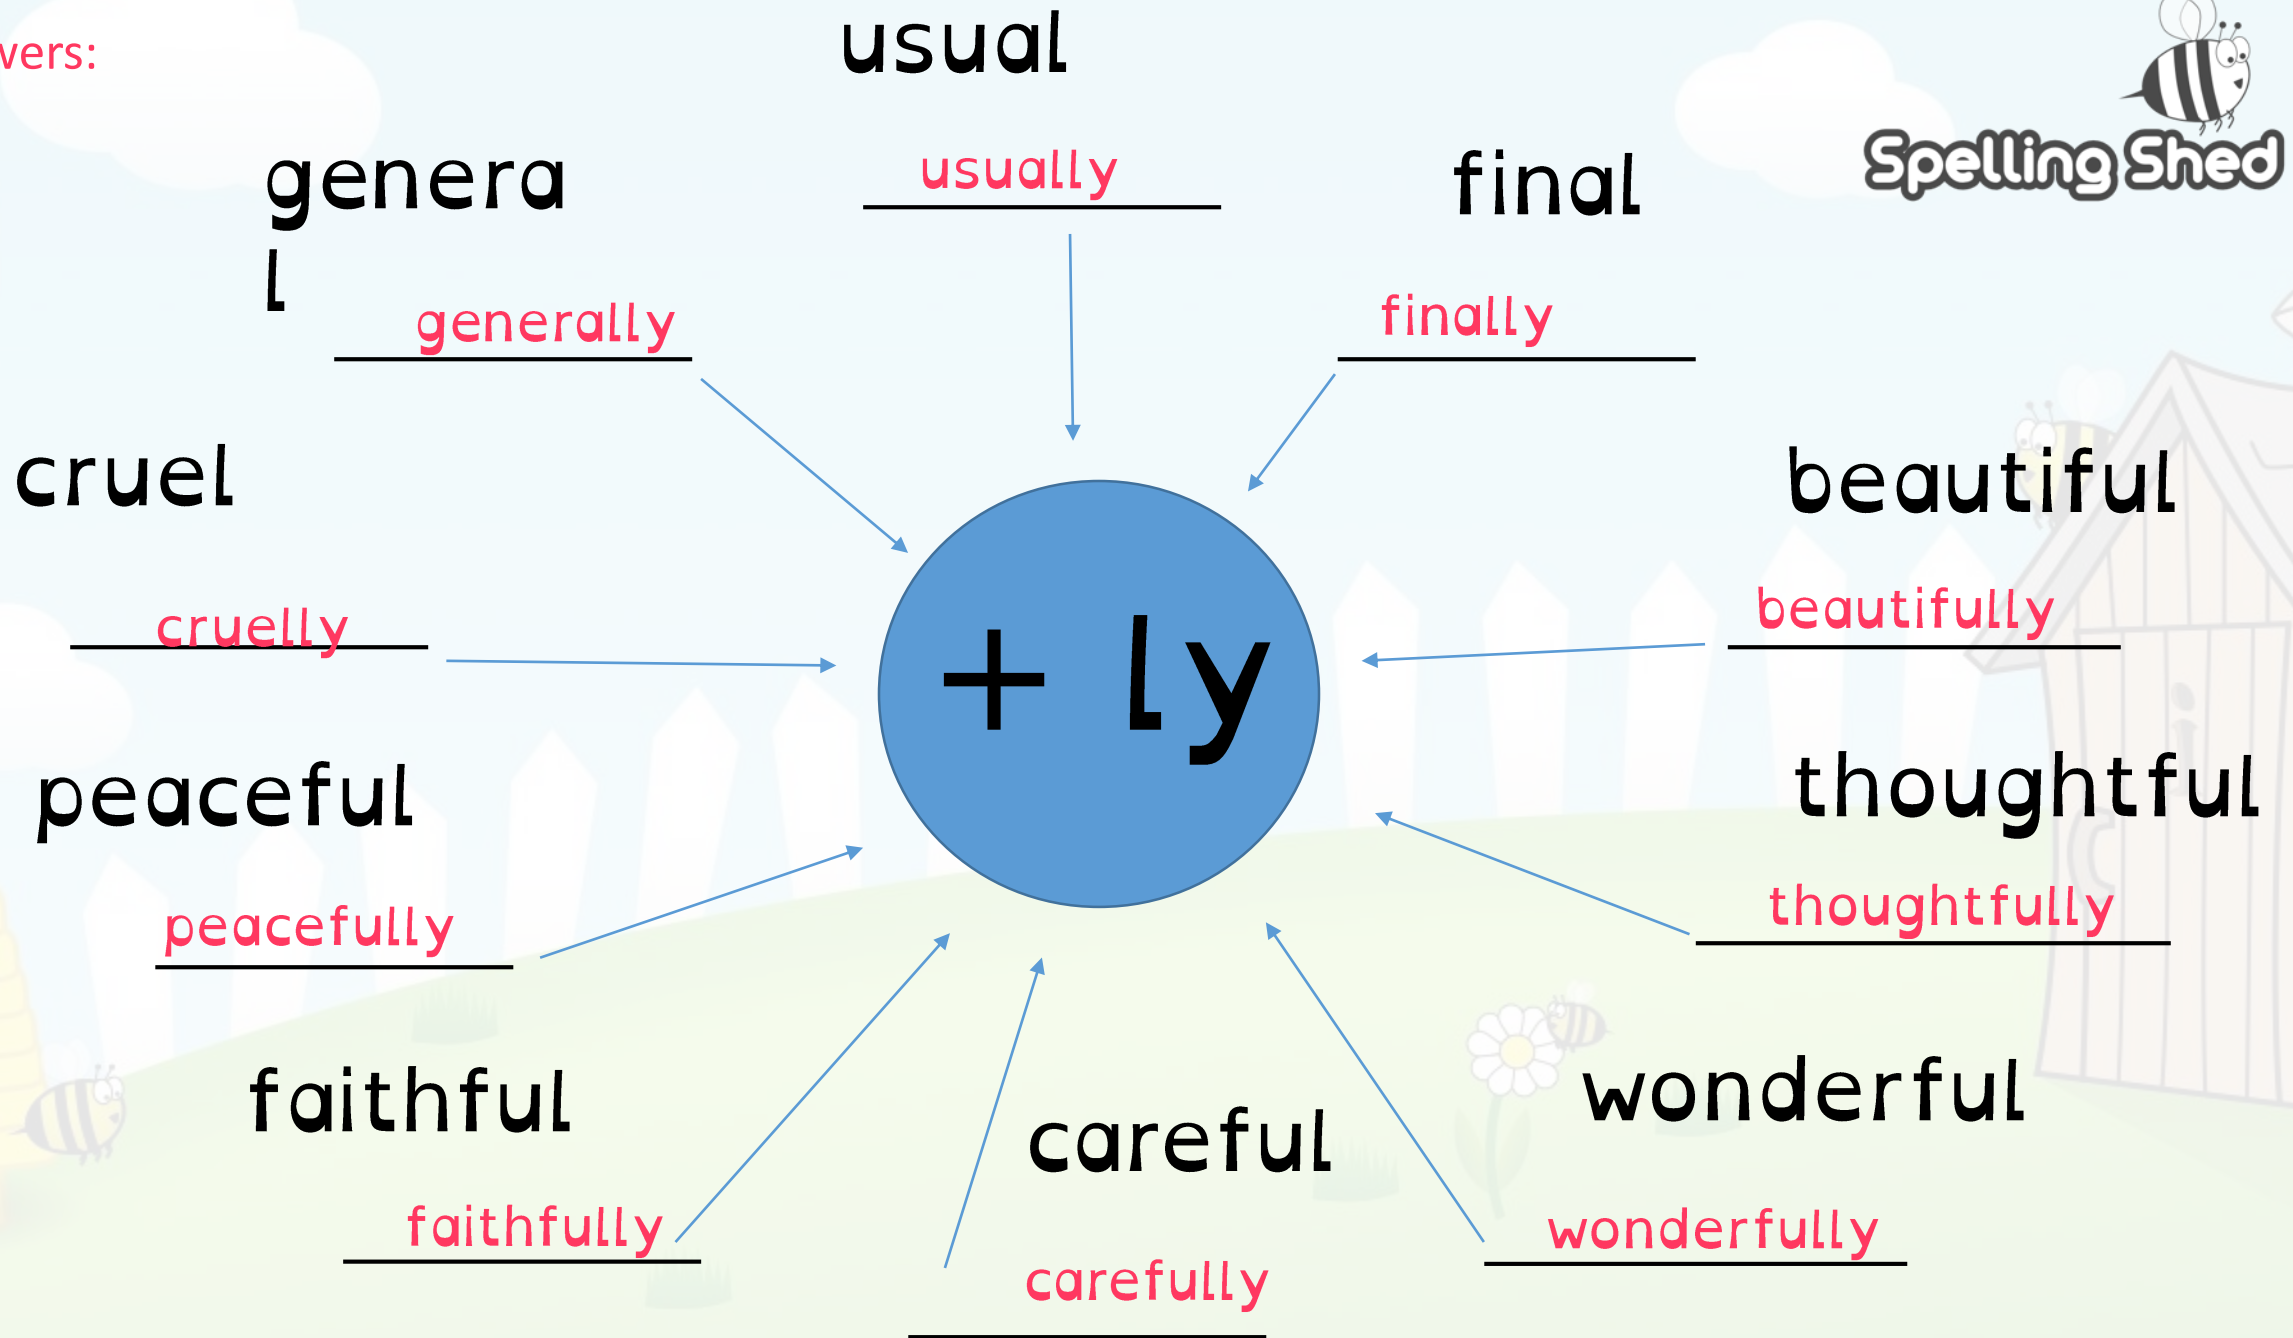 wers:
usual
usually
Spelling Shed
genera
l
generally
final
finally
cruel
cruelly
beautiful
beautifully
+ ly
peaceful
peacefully
thoughtful
thoughtfully
faithful
faithfully
careful
carefully
wonderful
wonderfully